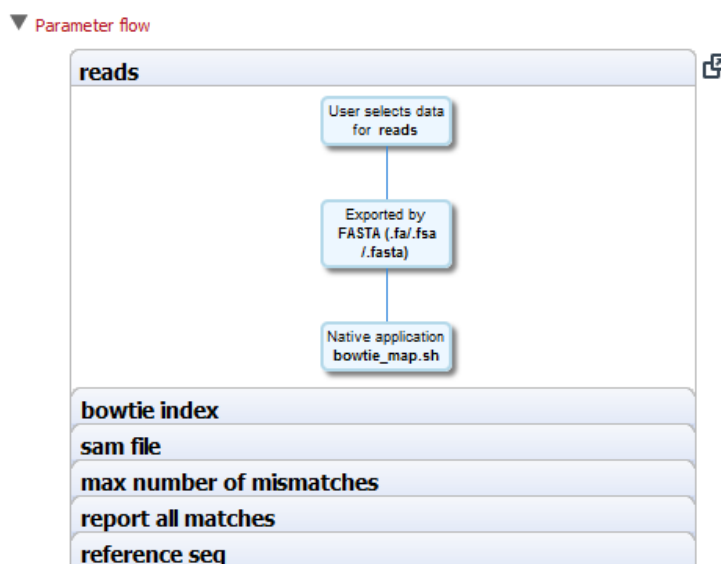 Parameter flow
reads
User selects data
for reads
Exported by
FASTA (.fa/.fsa
/.fasta)
Native application
bowtie_map.sh
bowtie index
sam file
max number of mismatches
report all matches
reference seq